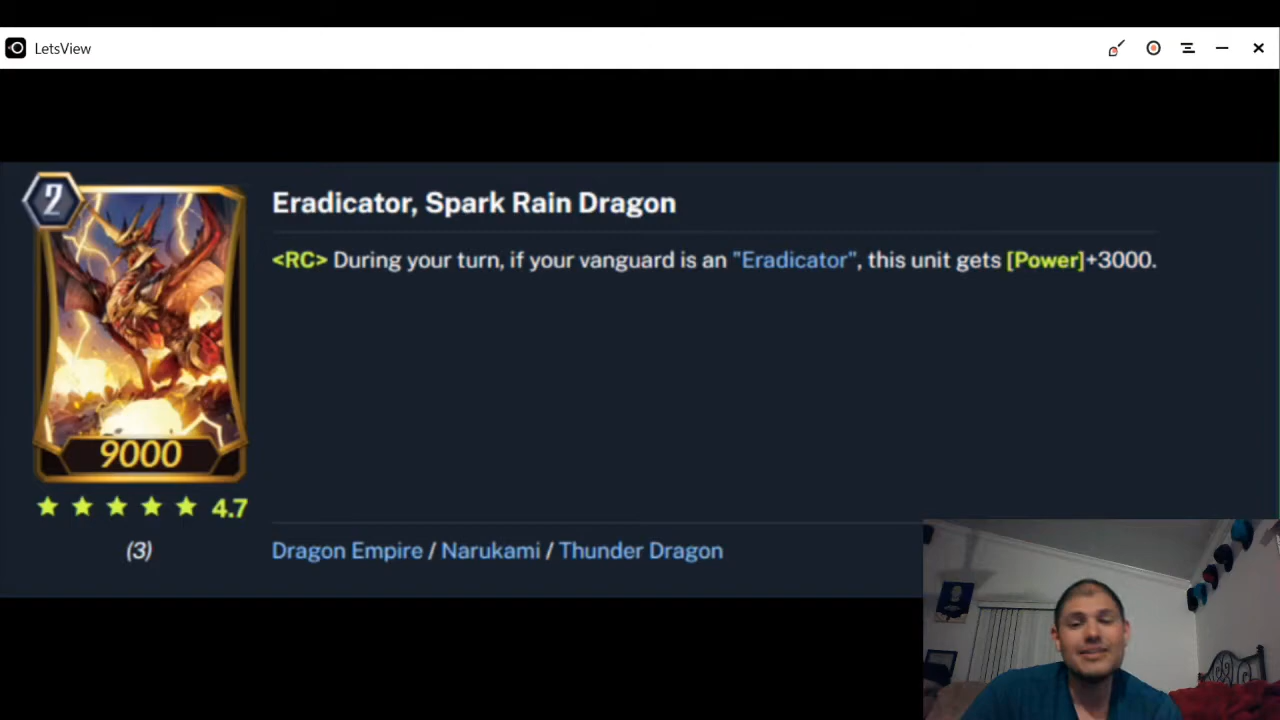 LetsView
2
Eradicator, Spark Rain Dragon
<RC> During your turn, if your vanguard is an "Eradicator", this unit gets [Power]+3000.
9000
4.7
(3)
Dragon Empire / Narukami / Thunder Dragon